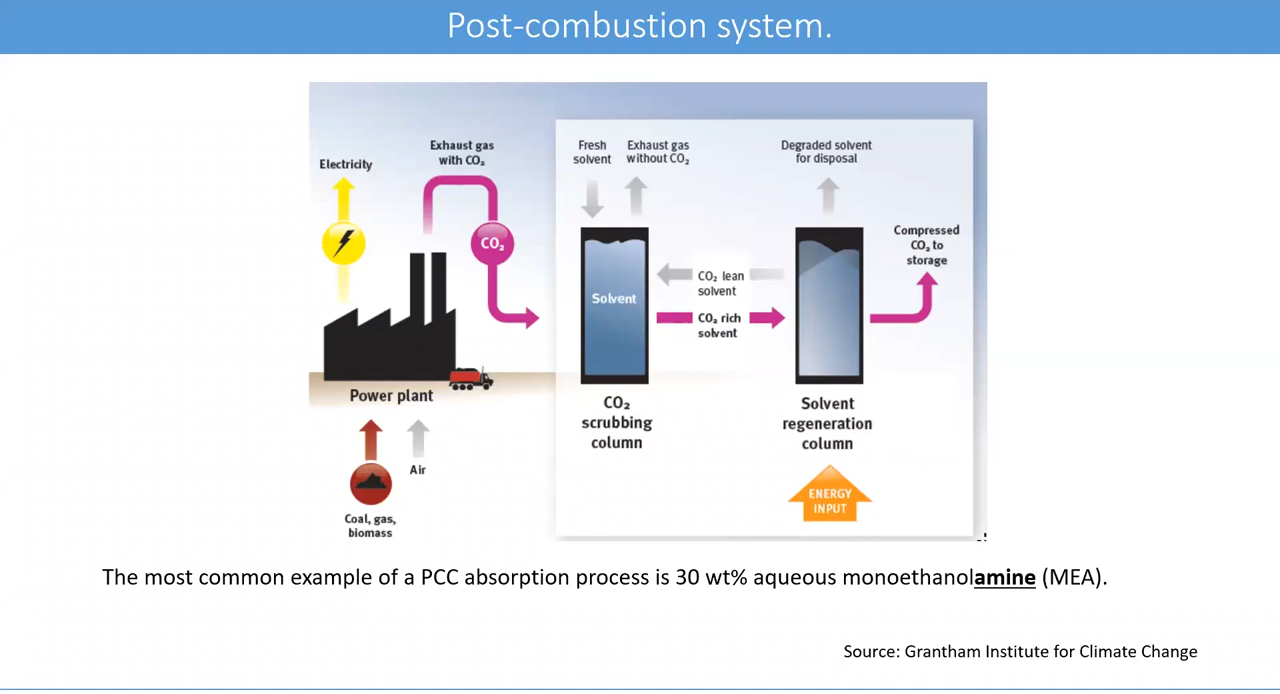 Post-combustion system.
Electricity
Exhaust gas
with CO₂
CO₂
Power plant
Air
Coal, gas,
biomass
Fresh
solvent
Exhaust gas
without CO₂
Degraded solvent
for disposal
Compressed
CO₂ to
storage
Solvent
CO₂ lean
solvent
CO₂ rich
solvent
CO₂
scrubbing
column
Solvent
regeneration
column
ENERGY
INPUT
The most common example of a PCC absorption process is 30 wt% aqueous monoethanolamine (MEA).
Source: Grantham Institute for Climate Change